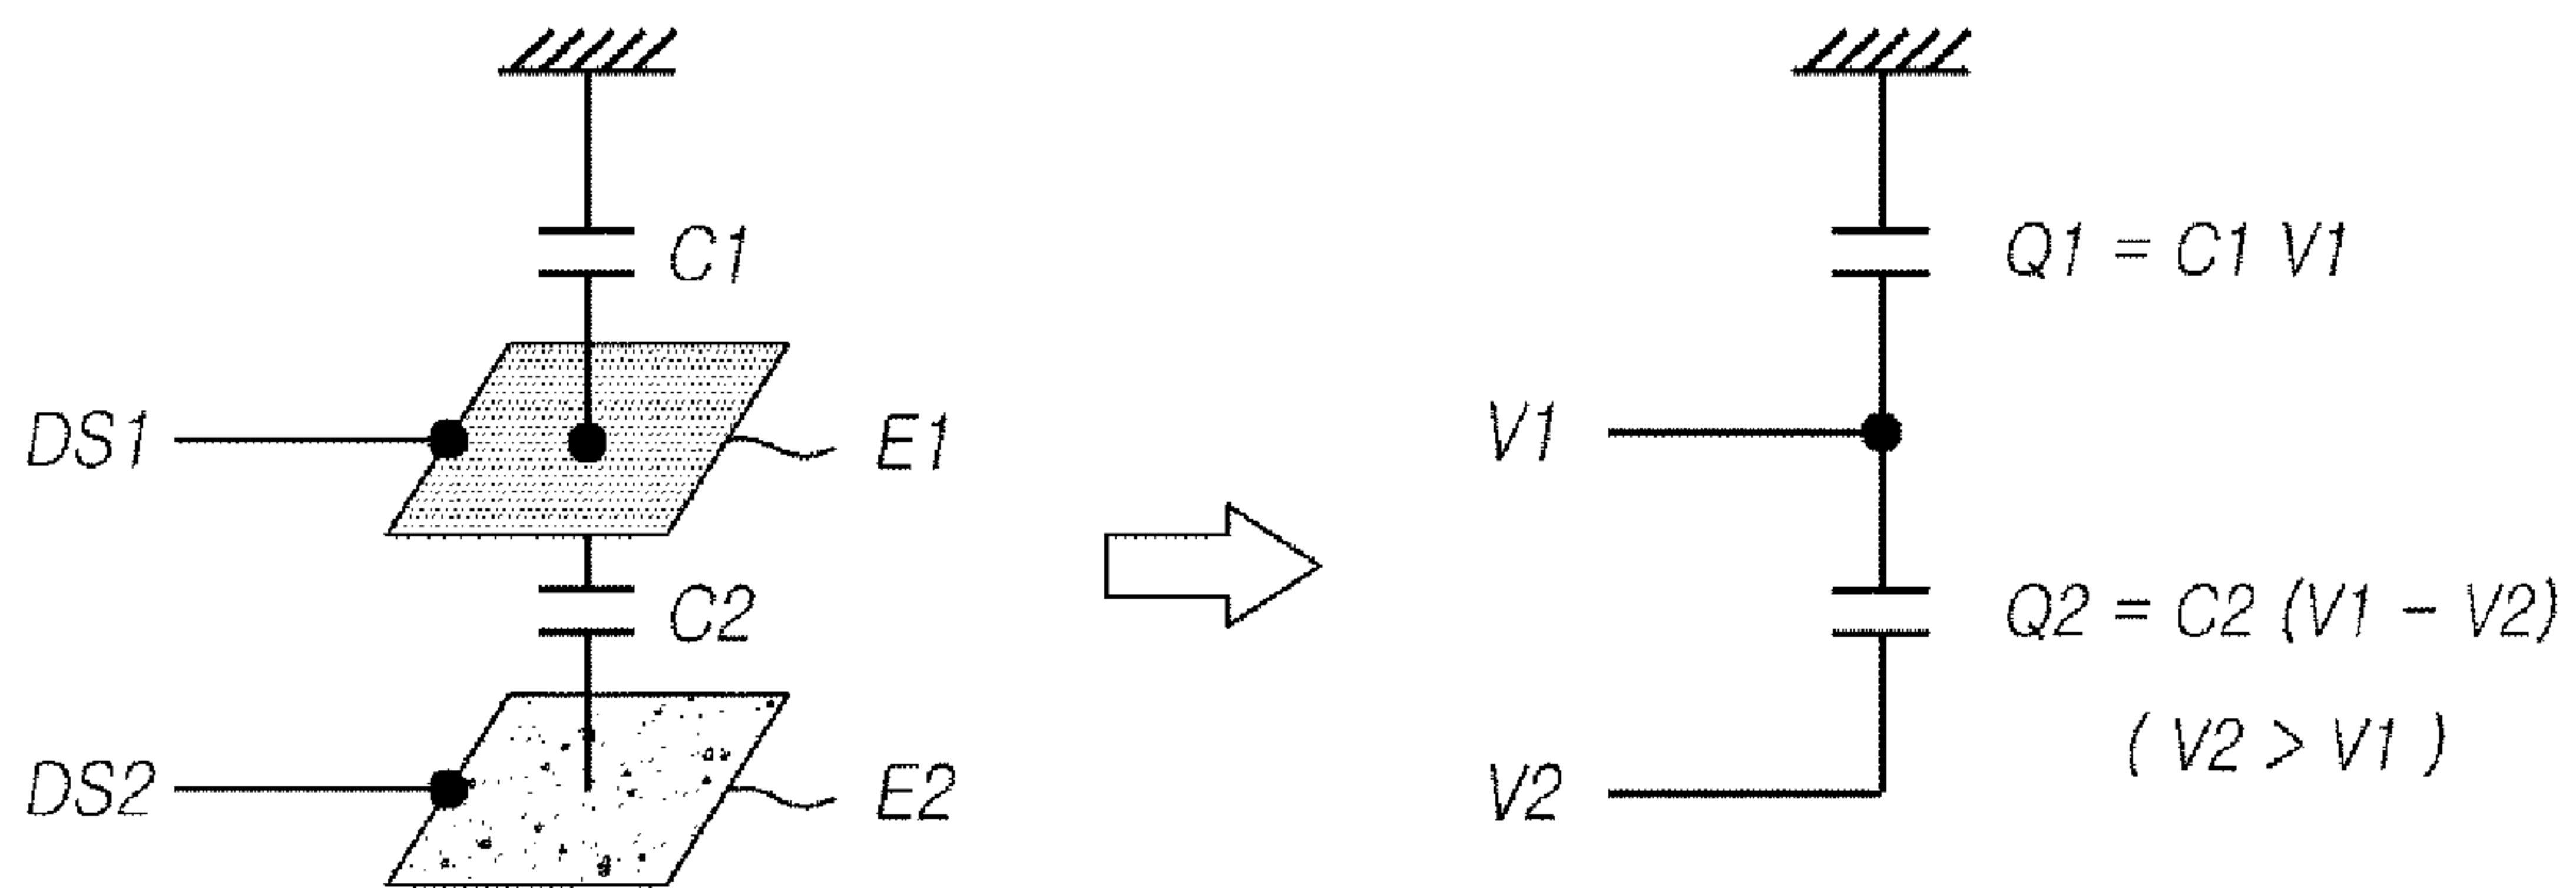 C1
DS1
E1
C2
DS2
E2
Q1 = C1 V1
V1
Q2 = C2 (V1 - V2)
( V2 > V1 )
V2